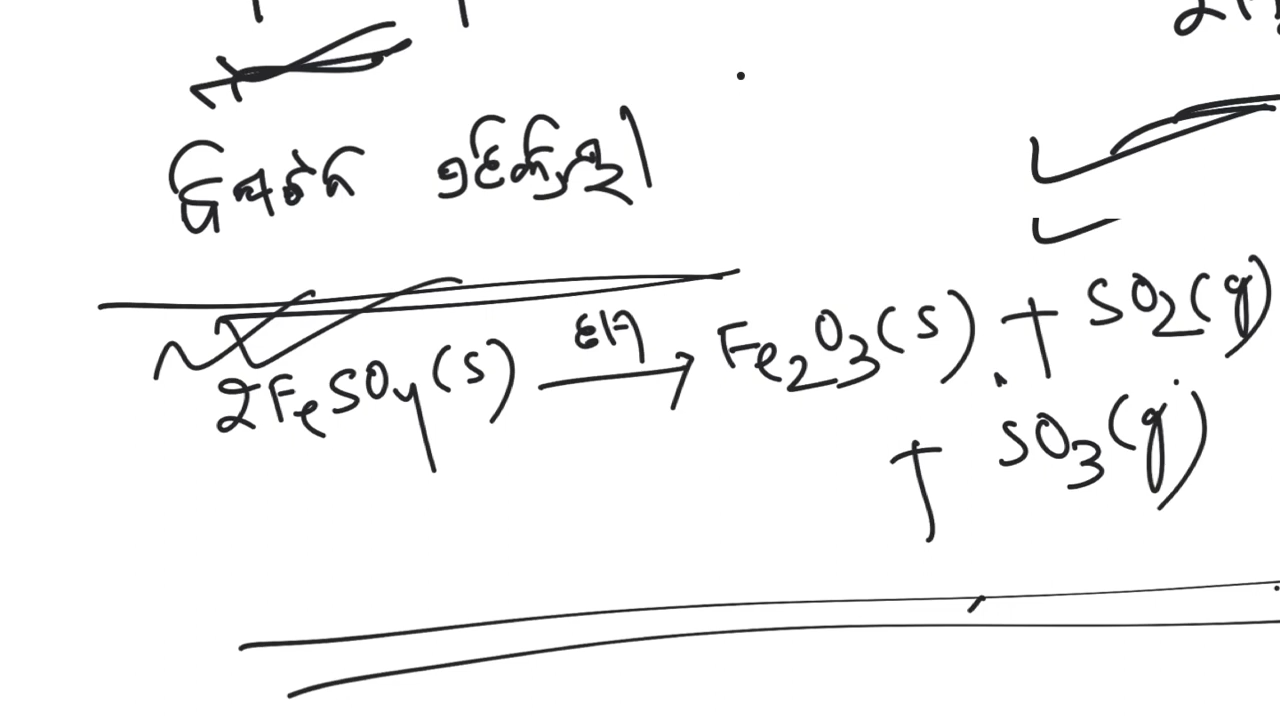 ବିଘଟନ ପ୍ରତିକ୍ରିୟା
2FeSO₄(s) ତାପ → Fe₂O₃(s) + SO₂(g)
+ SO₃(g)